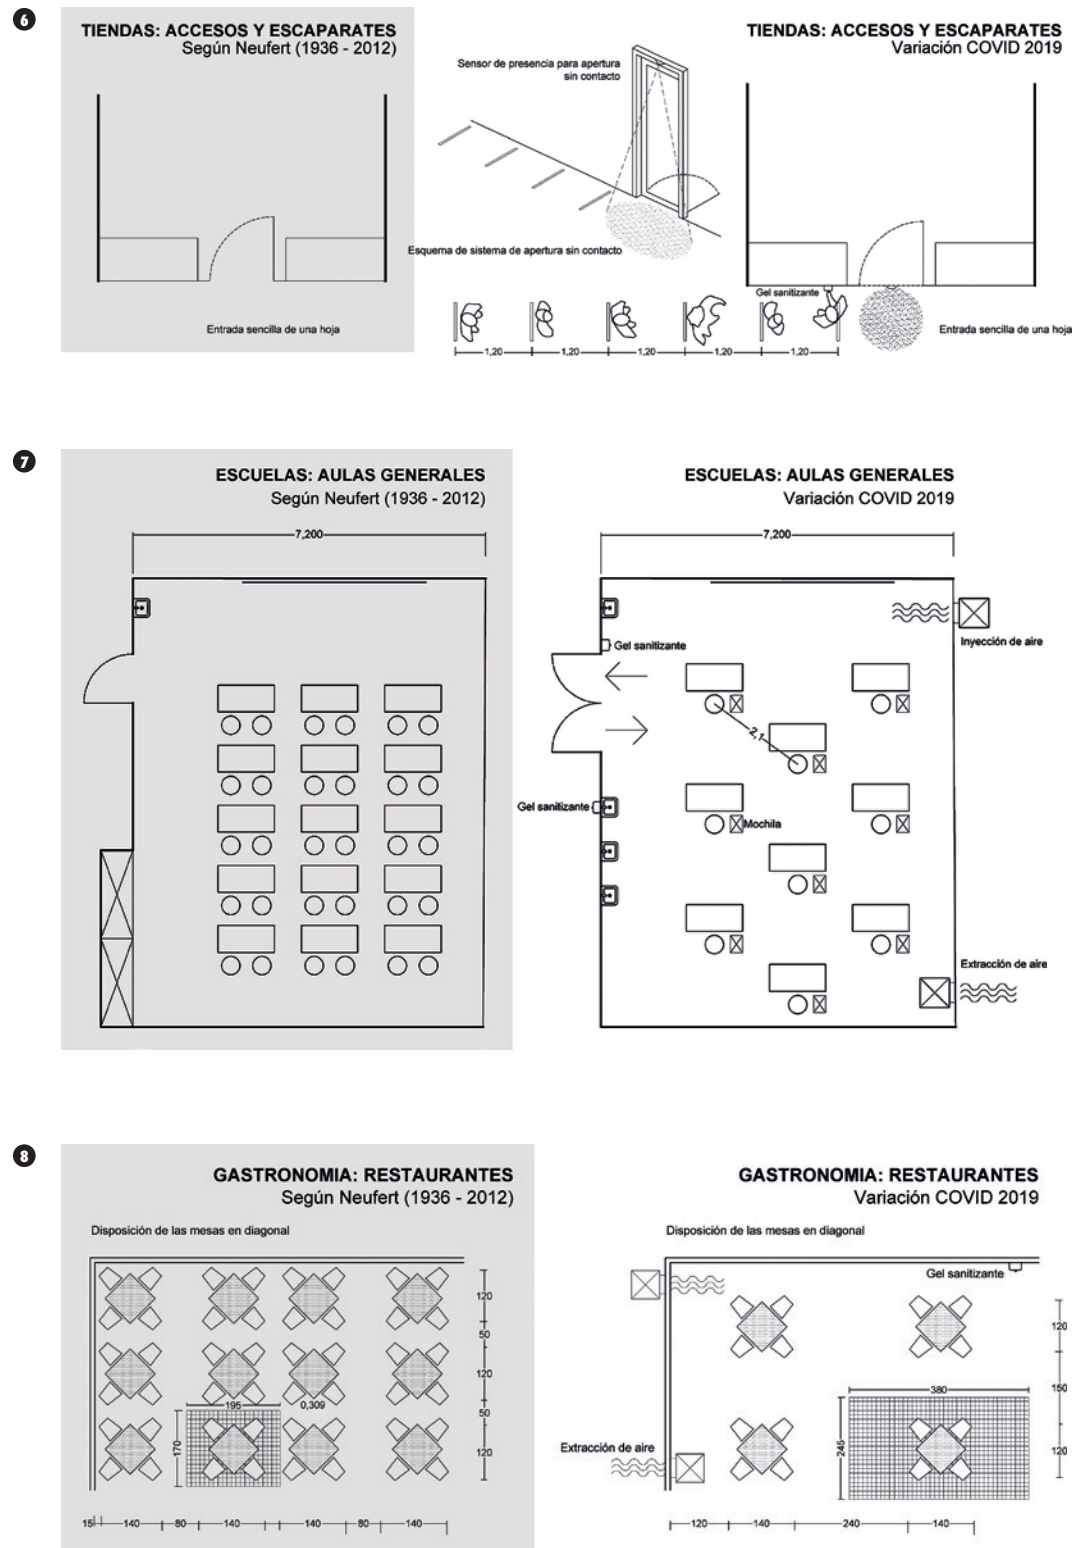 6
TIENDAS: ACCESOS Y ESCAPARATES
Según Neufert (1936 - 2012)
Entrada sencilla de una hoja
TIENDAS: ACCESOS Y ESCAPARATES
Variación COVID 2019
Sensor de presencia para apertura
sin contacto
Esquema de sistema de apertura sin contacto
Gel sanitizante
Entrada sencilla de una hoja
1,20 1,20 1,20 1,20 1,20
7
ESCUELAS: AULAS GENERALES
Según Neufert (1936 - 2012)
7,200
ESCUELAS: AULAS GENERALES
Variación COVID 2019
7,200
Inyección de aire
Gel sanitizante
2,1
Gel sanitizante
Mochila
Extracción de aire
8
GASTRONOMIA: RESTAURANTES
Según Neufert (1936 - 2012)
Disposición de las mesas en diagonal
120
50
120
50
120
195
0,309
170
15 140 80 140 140 80 140
GASTRONOMIA: RESTAURANTES
Variación COVID 2019
Disposición de las mesas en diagonal
Gel sanitizante
120
150
120
380
245
Extracción de aire
120 140 240 140